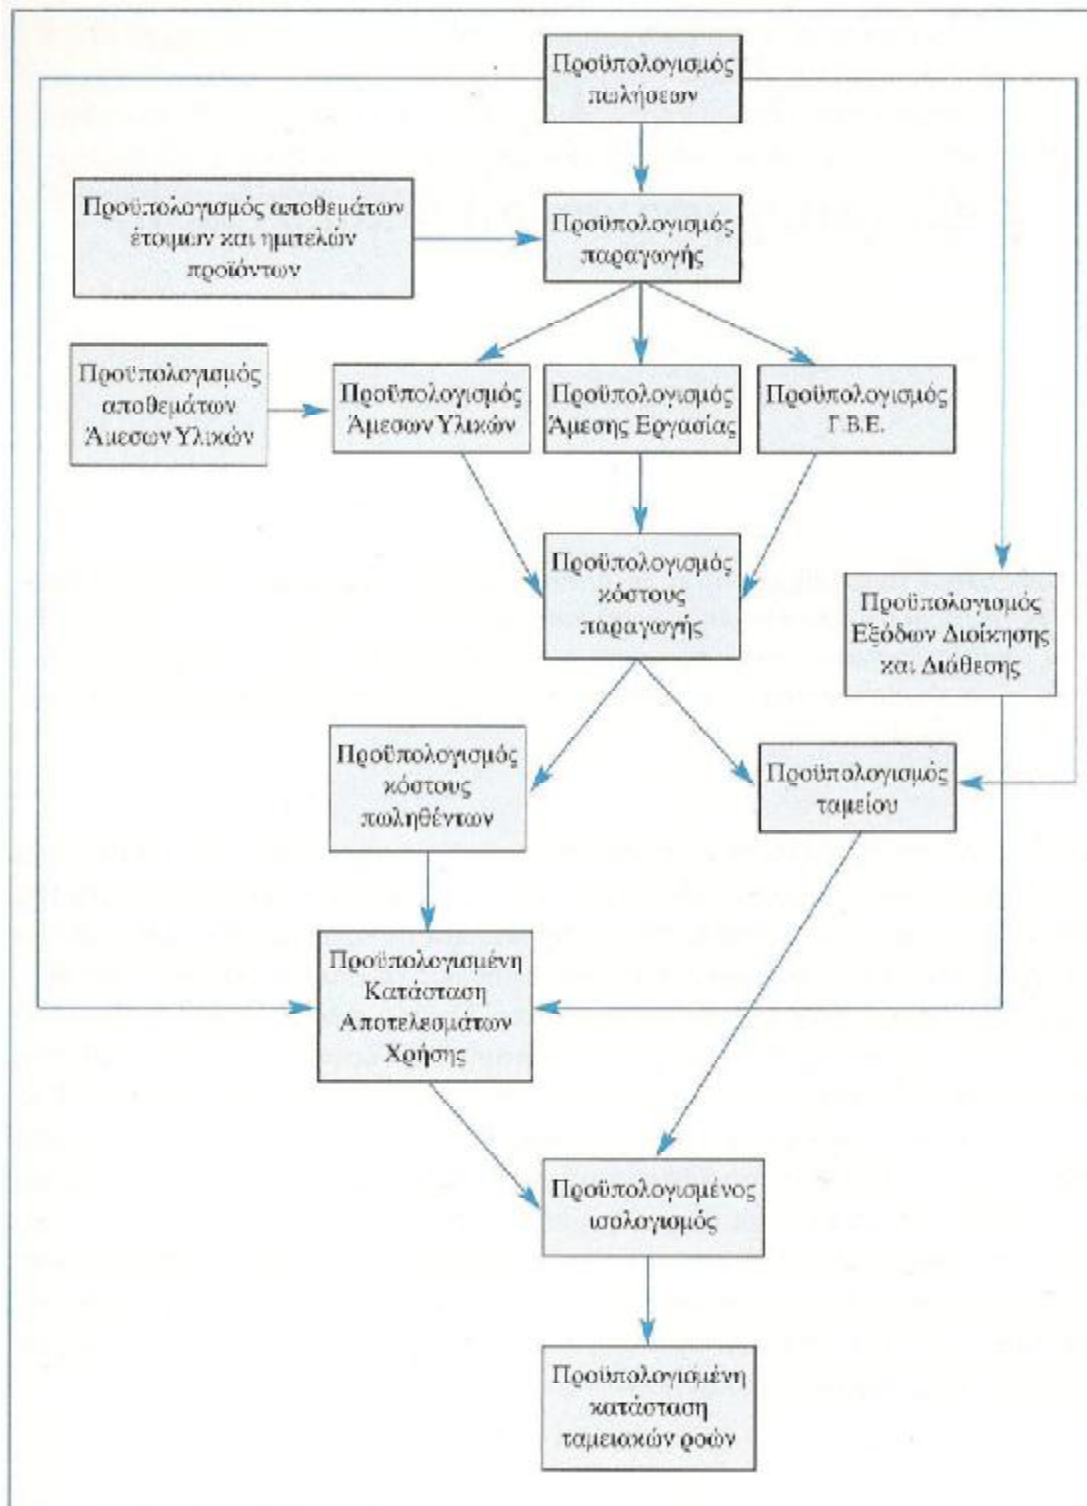 Προϋπολογισμός
πωλήσεων
Προϋπολογισμός αποθεμάτων
έτοιμων και ημιτελών
προϊόντων
Προϋπολογισμός
παραγωγής
Προϋπολογισμός
αποθεμάτων
Άμεσων Υλικών
Προϋπολογισμός
Άμεσων Υλικών
Προϋπολογισμός
Άμεσης Εργασίας
Προϋπολογισμός
Γ.Β.Ε.
Προϋπολογισμός
κόστους
παραγωγής
Προϋπολογισμός
Εξόδων Διοίκησης
και Διάθεσης
Προϋπολογισμός
κόστους
πωληθέντων
Προϋπολογισμός
ταμείου
Προϋπολογισμένη
Κατάσταση
Αποτελεσμάτων
Χρήσης
Προϋπολογισμένος
ισολογισμός
Προϋπολογισμένη
κατάσταση
ταμειακών ροών